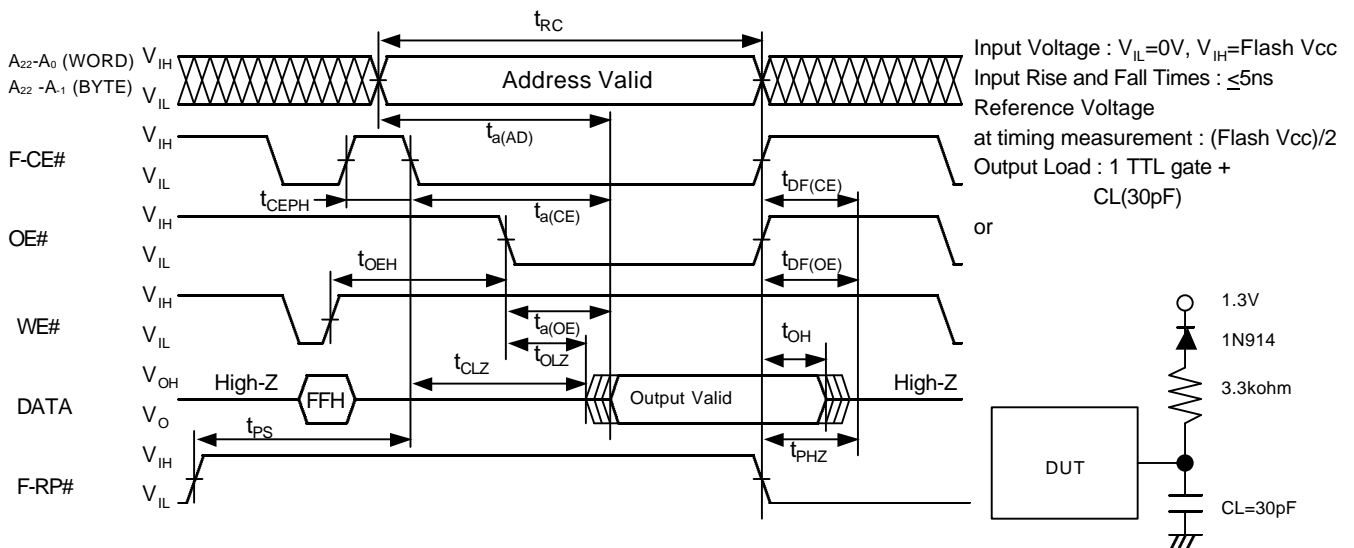 tRC
A22-A0 (WORD) VIH
A22 -A-1 (BYTE) VIL
Address Valid
ta(AD)
F-CE#
VIH
VIL
tCEPH
ta(CE)
tDF(CE)
OE#
VIH
VIL
tOEH
tDF(OE)
WE#
VIH
VIL
ta(OE)
tOLZ
tOH
tCLZ
DATA
VOH
VO
High-Z
FFH
Output Valid
High-Z
tPS
tPHZ
F-RP#
VIH
VIL
Input Voltage : VIL=0V, VIH=Flash Vcc
Input Rise and Fall Times : ≤5ns
Reference Voltage
at timing measurement : (Flash Vcc)/2
Output Load : 1 TTL gate +
CL(30pF)
or
1.3V
1N914
3.3kohm
DUT
CL=30pF